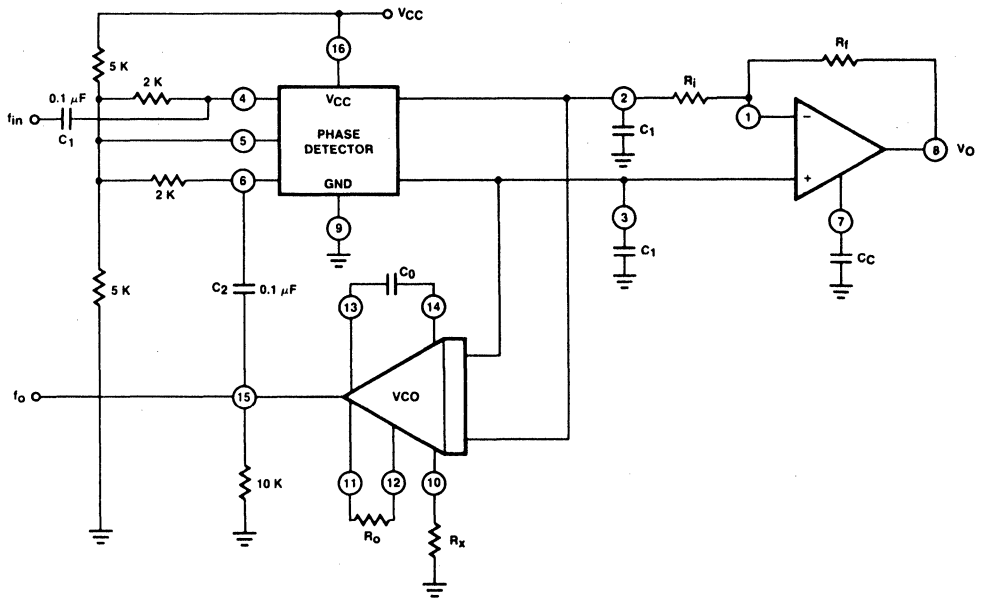 VCC
16
5 K
2 K
4
VCC
0.1 µF
fin
C1
PHASE
DETECTOR
5
6
GND
2 K
9
2
Ri
Rf
1
−
+
8
VO
C1
3
C1
7
CC
5 K
C2
0.1 µF
C0
13
14
fo
15
VCO
10 K
11
12
10
Ro
Rx